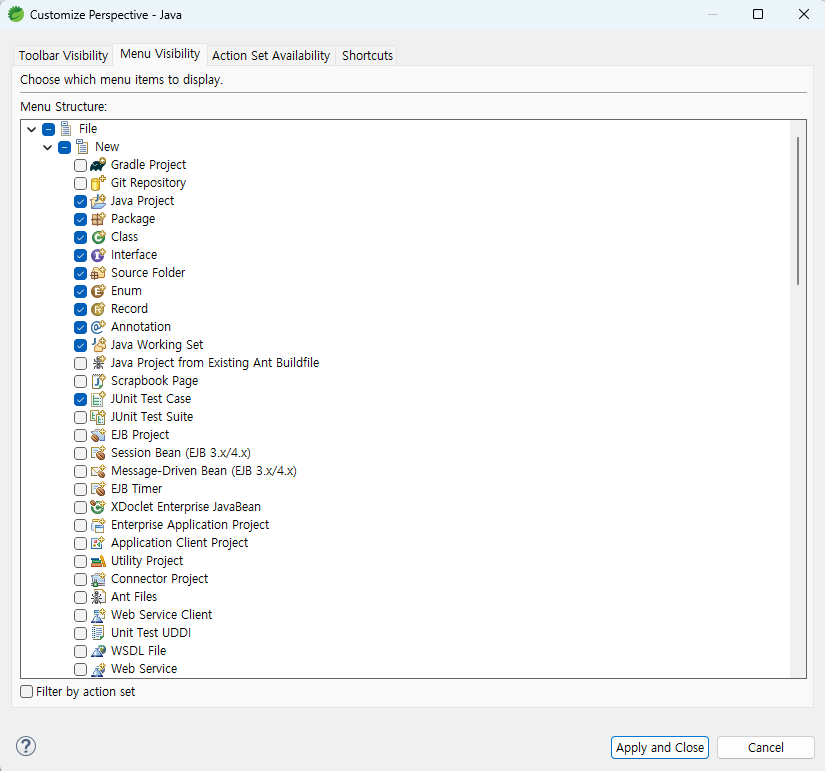 Customize Perspective - Java
Toolbar Visibility Menu Visibility Action Set Availability Shortcuts
Choose which menu items to display.
Menu Structure:
File
New
Gradle Project
Git Repository
Java Project
Package
Class
Interface
Source Folder
Enum
Record
Annotation
Java Working Set
Java Project from Existing Ant Buildfile
Scrapbook Page
JUnit Test Case
JUnit Test Suite
EJB Project
Session Bean (EJB 3.x/4.x)
Message-Driven Bean (EJB 3.x/4.x)
EJB Timer
XDoclet Enterprise JavaBean
Enterprise Application Project
Application Client Project
Utility Project
Connector Project
Ant Files
Web Service Client
Unit Test UDDI
WSDL File
Web Service
Filter by action set
? Apply and Close Cancel